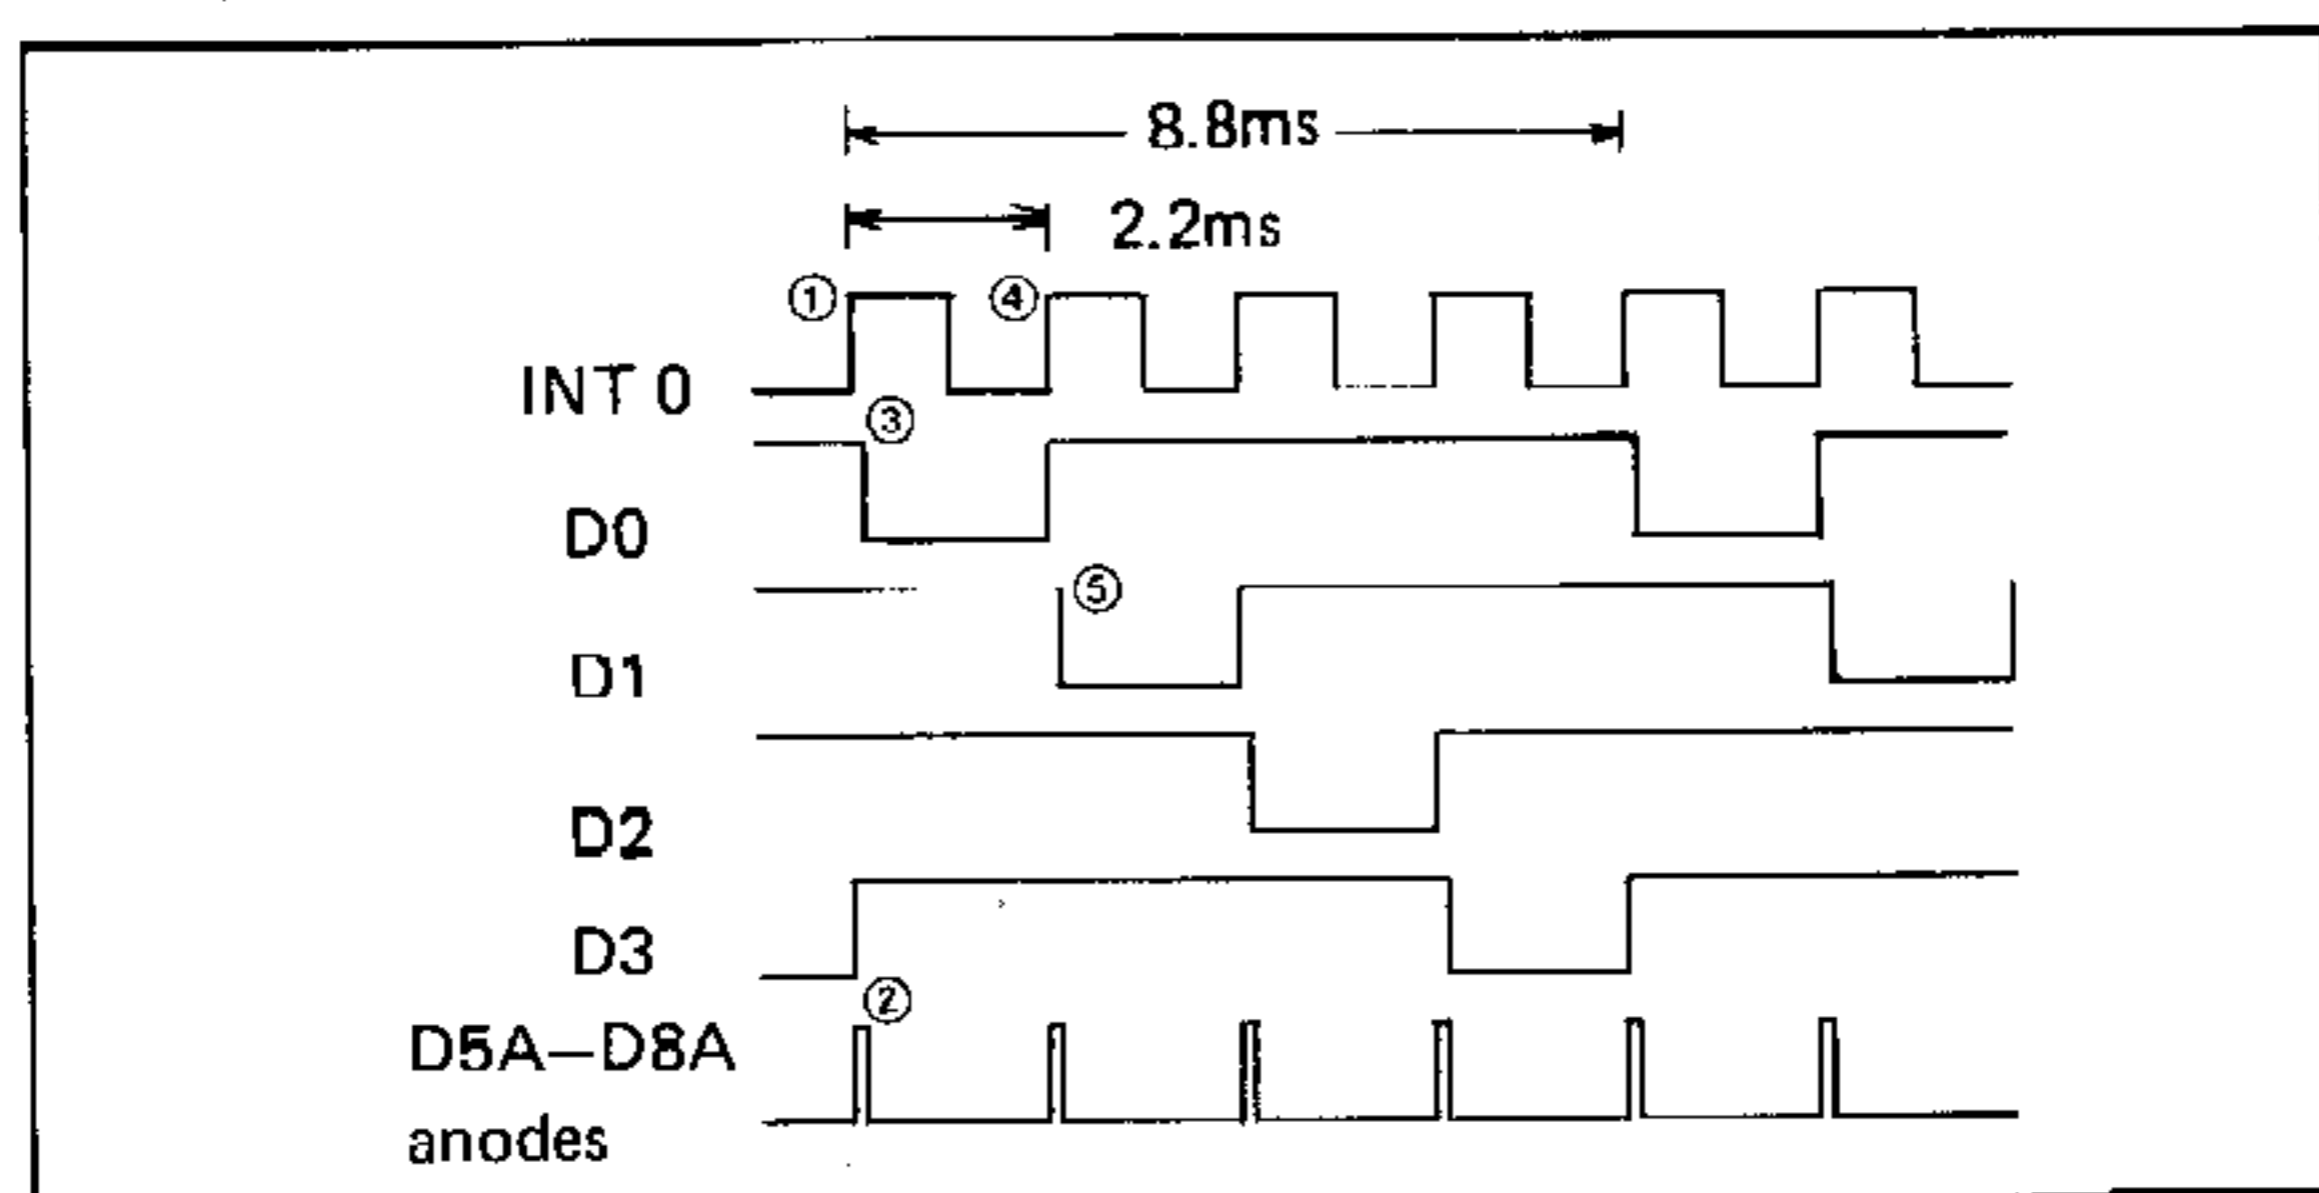 8.8ms
2.2ms
① ④
INT 0
③
D0
⑤
D1
D2
D3
②
D5A–D8A
anodes